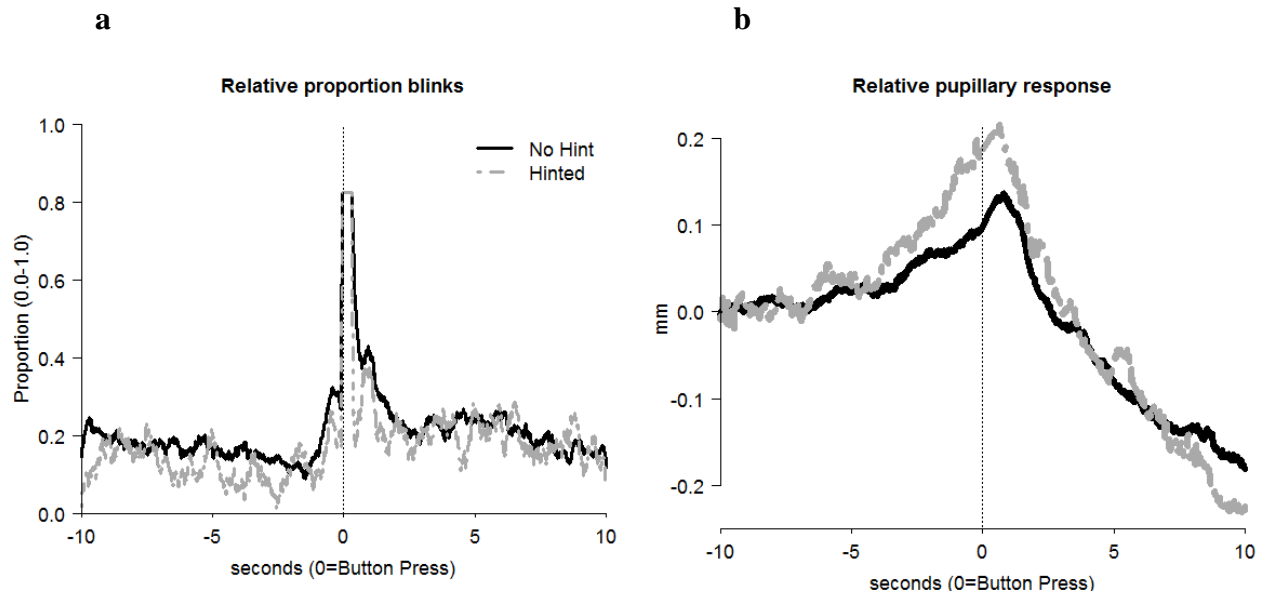 a
Relative proportion blinks
Proportion (0.0-1.0)
1.0
0.8
0.6
0.4
0.2
0.0
No Hint
Hinted
-10 -5 0 5 10
seconds (0=Button Press)
b
Relative pupillary response
mm
0.2
0.1
0.0
-0.1
-0.2
-10 -5 0 5 10
seconds (0=Button Press)